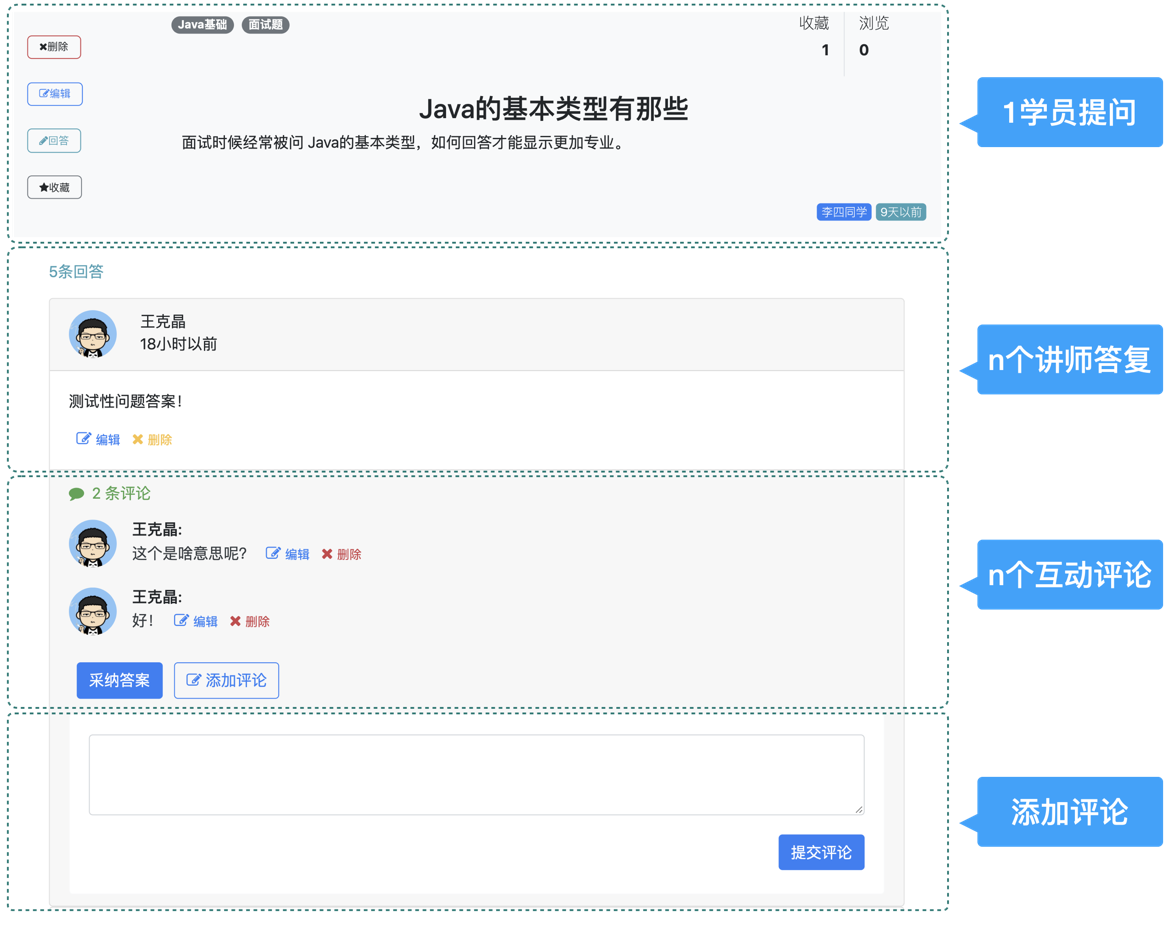 Java基础 面试题
收藏 浏览
1 0
删除
编辑
回答
收藏
Java的基本类型有那些
面试时候经常被问 Java的基本类型，如何回答才能显示更加专业。
李四同学 9天以前
1学员提问
5条回答
王克晶
18小时以前
测试性问题答案！
编辑 删除
n个讲师答复
2 条评论
王克晶:
这个是啥意思呢? 编辑 删除
王克晶:
好！ 编辑 删除
采纳答案 添加评论
n个互动评论
提交评论
添加评论